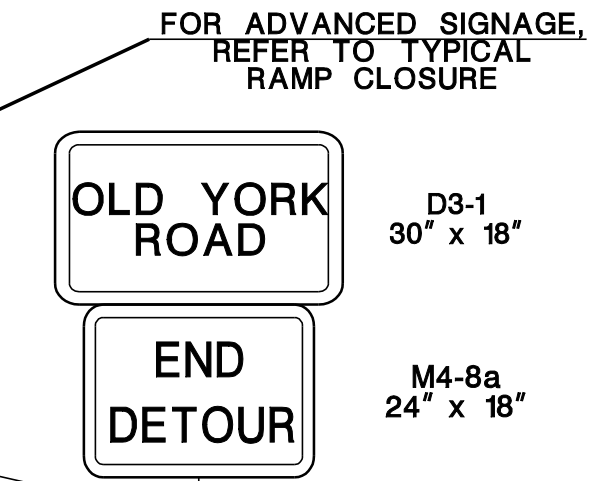 FOR ADVANCED SIGNAGE,
REFER TO TYPICAL
RAMP CLOSURE
OLD YORK
ROAD
D3-1
30" x 18"
END
DETOUR
M4-8a
24" x 18"